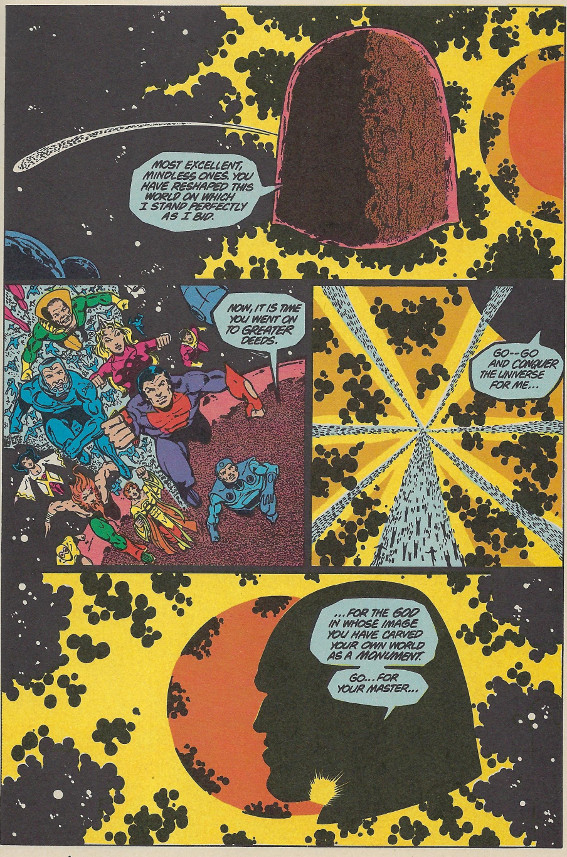 MOST EXCELLENT,
MINDLESS ONES. YOU
HAVE RESHAPED THIS
WORLD ON WHICH
I STAND PERFECTLY
AS I BID.
NOW, IT IS TIME
YOU WENT ON
TO GREATER
DEEDS.
GO--GO
AND CONQUER
THE UNIVERSE
FOR ME...
...FOR THE GOD
IN WHOSE IMAGE
YOU HAVE CARVED
YOUR OWN WORLD
AS A MONUMENT.
GO...FOR
YOUR MASTER...